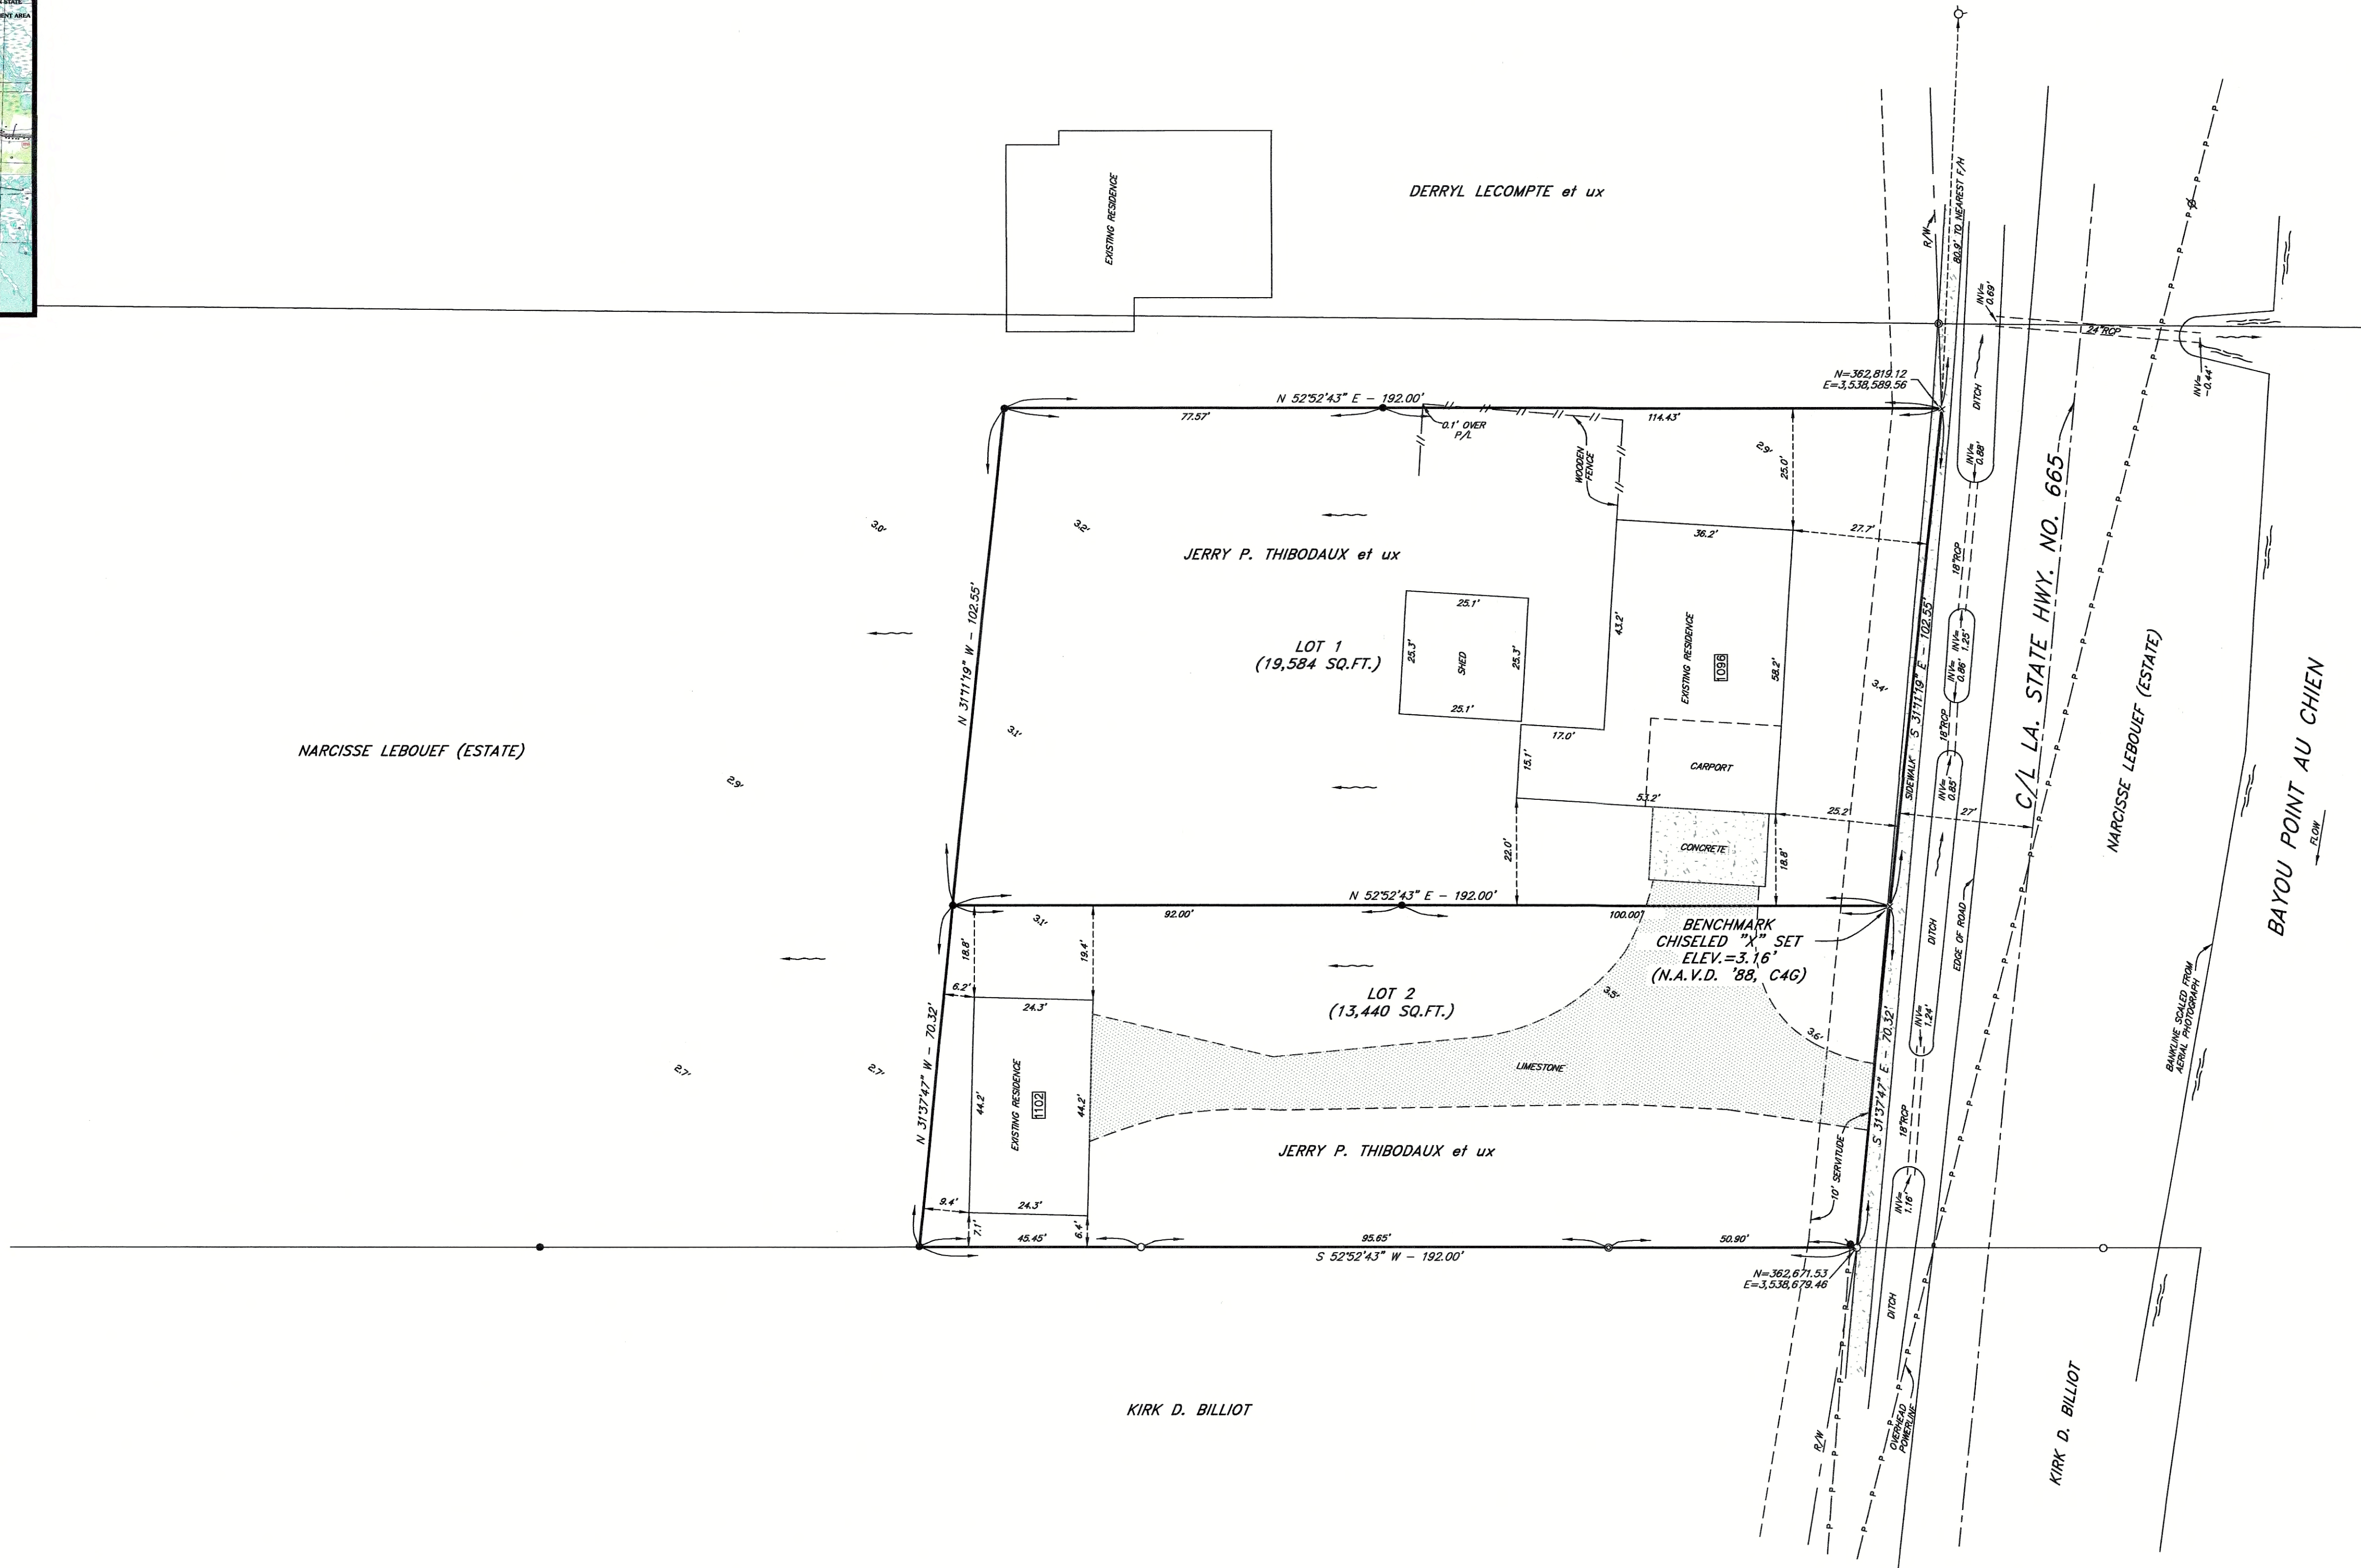 STATE
ENT AREA
EXISTING RESIDENCE
DERRYL LECOMPTE et ux
R/W
80.9' TO NEAREST F/H
INV=
0.69'
24"RCP
INV=
-0.44'
DITCH
INV=
0.88'
N=362,819.12
E=3,538,589.56
N 52°52'43" E - 192.00'
77.57'
114.43'
0.1' OVER
P/L
WOODEN
FENCE
2.9'
25.0'
3.0'
3.2'
36.2'
27.7'
JERRY P. THIBODAUX et ux
N 31°11'19" W - 102.55'
LOT 1
(19,584 SQ.FT.)
25.1'
25.3'
SHED
25.3'
25.1'
43.2'
EXISTING RESIDENCE
1096
58.2'
3.4'
S 31°11'19" E - 102.55'
SIDEWALK
18"RCP
INV=
0.86'
INV=
1.25'
18"RCP
INV=
0.85'
C/L LA. STATE HWY. NO. 665
NARCISSE LEBOUEF (ESTATE)
BAYOU POINT AU CHIEN
FLOW
NARCISSE LEBOUEF (ESTATE)
3.1'
2.9'
17.0'
15.1'
CARPORT
53.2'
25.2'
27'
22.0'
CONCRETE
18.8'
N 52°52'43" E - 192.00'
92.00'
100.00'
3.1'
BENCHMARK
CHISELED "X" SET
ELEV.=3.16'
(N.A.V.D. '88, C4G)
DITCH
EDGE OF ROAD
BANKLINE SCALED FROM
AERIAL PHOTOGRAPH
18.8'
19.4'
6.2'
24.3'
LOT 2
(13,440 SQ.FT.)
3.5'
3.6'
INV=
1.24'
N 31°37'47" W - 70.32'
2.7'
2.7'
44.2'
EXISTING RESIDENCE
1102
44.2'
LIMESTONE
S 31°37'47" E - 70.32'
18"RCP
10' SERVITUDE
JERRY P. THIBODAUX et ux
INV=
1.16'
9.4'
24.3'
7.1'
6.4'
45.45'
95.65'
50.90'
S 52°52'43" W - 192.00'
N=362,671.53
E=3,538,679.46
DITCH
KIRK D. BILLIOT
R/W
OVERHEAD
POWERLINE
KIRK D. BILLIOT